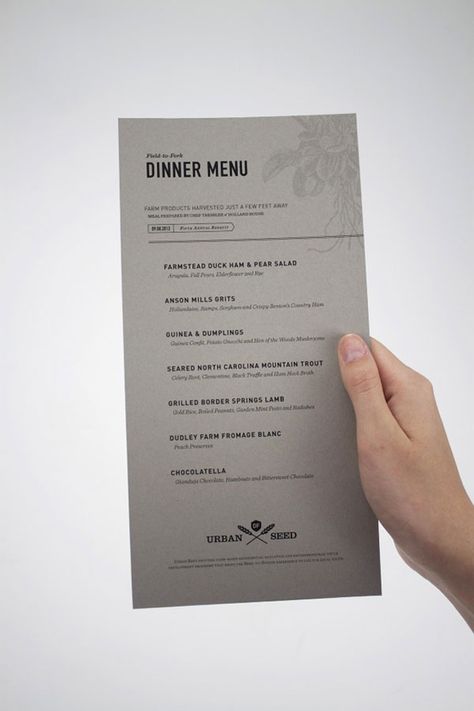 Field-to-Fork
DINNER MENU
FARM PRODUCTS HARVESTED JUST A FEW FEET AWAY
MEAL PREPARED BY CHEF TRENHOLM HOLLAND HOUSE
09.08.2012 Fifth Annual Benefit
FARMSTEAD DUCK HAM & PEAR SALAD
Arugula, Fall Pears, Elderflower and Rye
ANSON MILLS GRITS
Hollandaise, Ramps, Sorghum and Crispy Benton's Country Ham
GUINEA & DUMPLINGS
Guinea Confit, Potato Gnocchi and Hen of the Woods Mushrooms
SEARED NORTH CAROLINA MOUNTAIN TROUT
Celery Root, Clementine, Black Truffle and Ham Hock Broth
GRILLED BORDER SPRINGS LAMB
Gold Rice, Boiled Peanuts, Garden Mint Pesto and Radishes
DUDLEY FARM FROMAGE BLANC
Peach Preserves
CHOCOLATELLA
Gianduja Chocolate, Hazelnuts and Bittersweet Chocolate
URBAN OF SEED